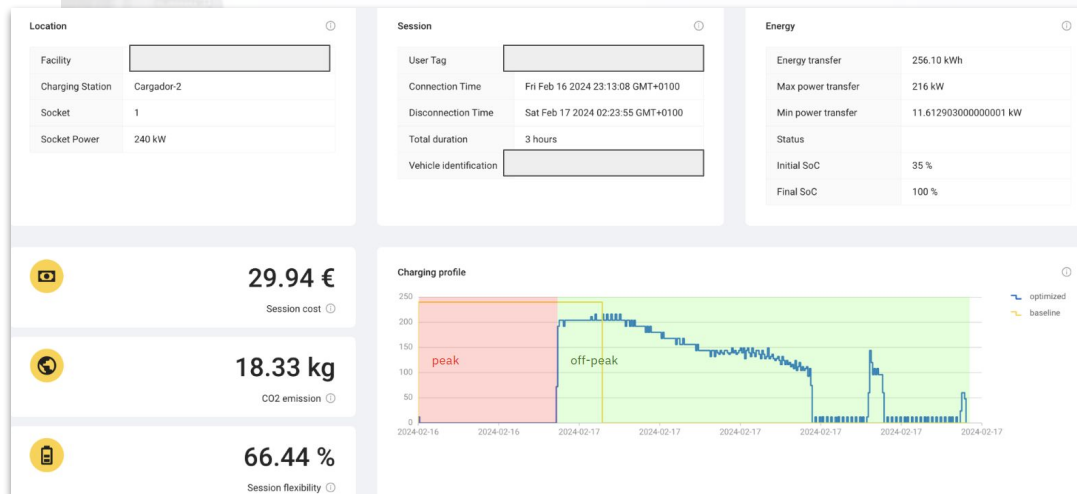 Location
Facility
Charging Station Cargador-2
Socket 1
Socket Power 240 kW
Session
User Tag
Connection Time Fri Feb 16 2024 23:13:08 GMT+0100
Disconnection Time Sat Feb 17 2024 02:23:55 GMT+0100
Total duration 3 hours
Vehicle identification
Energy
Energy transfer 256.10 kWh
Max power transfer 216 kW
Min power transfer 11.612903000000001 kW
Status
Initial SoC 35 %
Final SoC 100 %
29.94 €
Session cost
18.33 kg
CO2 emission
66.44 %
Session flexibility
Charging profile
250
200
150
100
50
0
peak
off-peak
2024-02-16 2024-02-16 2024-02-17 2024-02-17 2024-02-17 2024-02-17 2024-02-17 2024-02-17
optimized
baseline